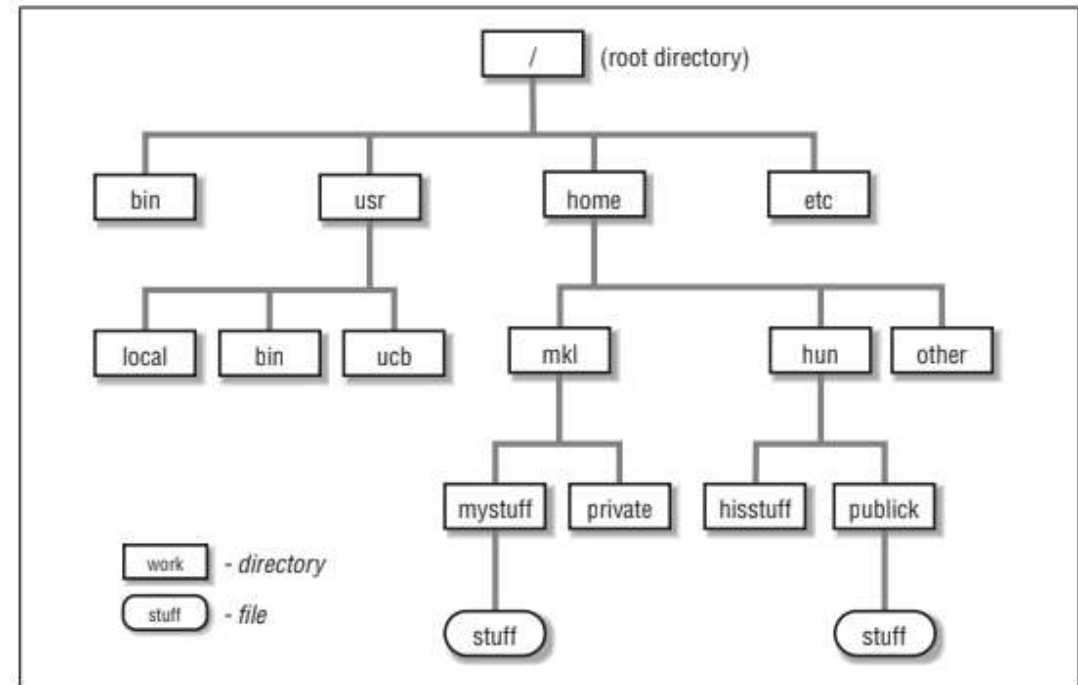 / (root directory)
bin usr home etc
local bin ucb mkl hun other
mystuff private hisstuff publick
work - directory
stuff - file
stuff stuff